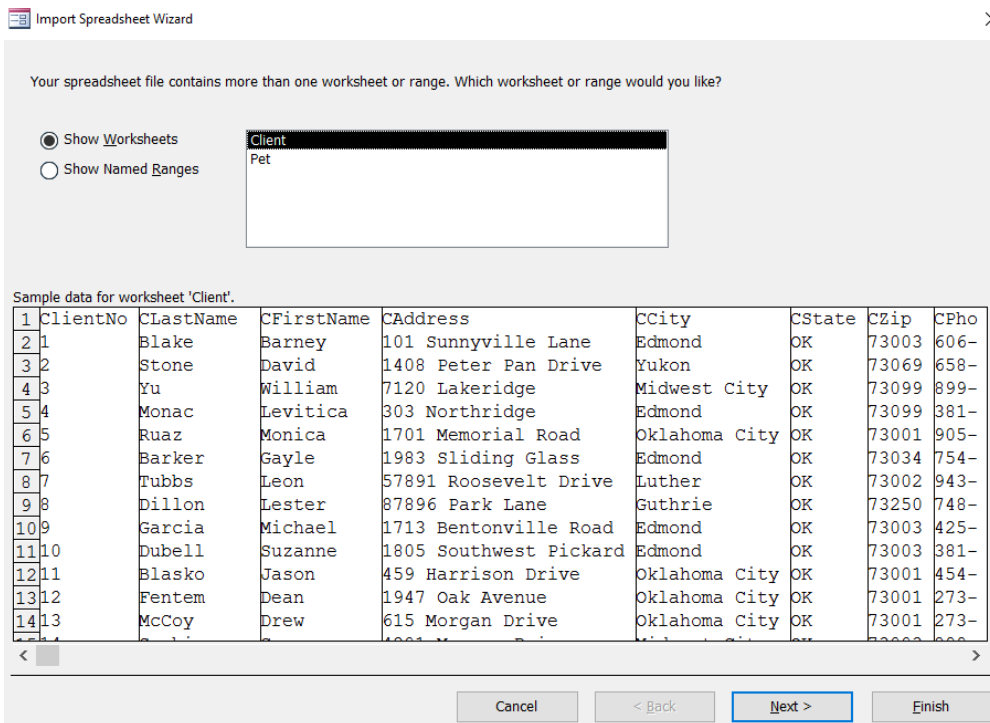 Import Spreadsheet Wizard
Your spreadsheet file contains more than one worksheet or range. Which worksheet or range would you like?
Show Worksheets
Show Named Ranges
Client
Pet
Sample data for worksheet 'Client'.
1 ClientNo CLastName CFirstName CAddress CCity CState CZip CPho
2 1 Blake Barney 101 Sunnyville Lane Edmond OK 73003 606-
3 2 Stone David 1408 Peter Pan Drive Yukon OK 73069 658-
4 3 Yu William 7120 Lakeridge Midwest City OK 73099 899-
5 4 Monac Levitica 303 Northridge Edmond OK 73099 381-
6 5 Ruaz Monica 1701 Memorial Road Oklahoma City OK 73001 905-
7 6 Barker Gayle 1983 Sliding Glass Edmond OK 73034 754-
8 7 Tubbs Leon 57891 Roosevelt Drive Luther OK 73002 943-
9 8 Dillon Lester 87896 Park Lane Guthrie OK 73250 748-
10 9 Garcia Michael 1713 Bentonville Road Edmond OK 73003 425-
11 10 Dubell Suzanne 1805 Southwest Pickard Edmond OK 73003 381-
12 11 Blasko Jason 459 Harrison Drive Oklahoma City OK 73001 454-
13 12 Fentem Dean 1947 Oak Avenue Oklahoma City OK 73001 273-
14 13 McCoy Drew 615 Morgan Drive Oklahoma City OK 73001 273-
Cancel < Back Next > Finish